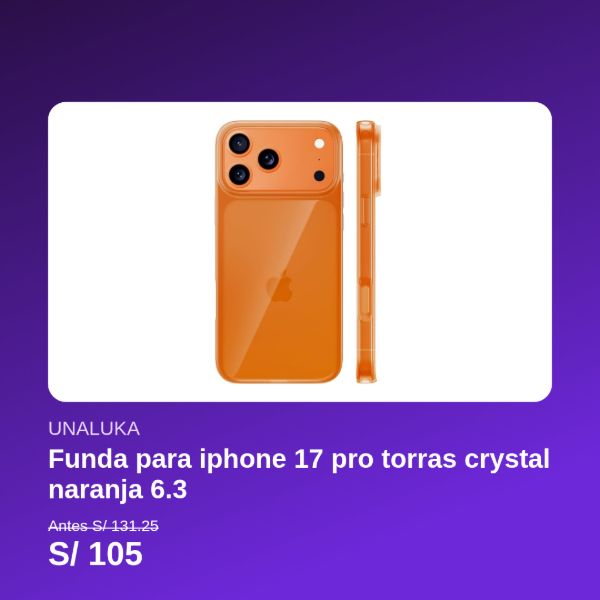 UNALUKA
Funda para iphone 17 pro torras crystal
naranja 6.3
Antes S/ 131.25
S/ 105